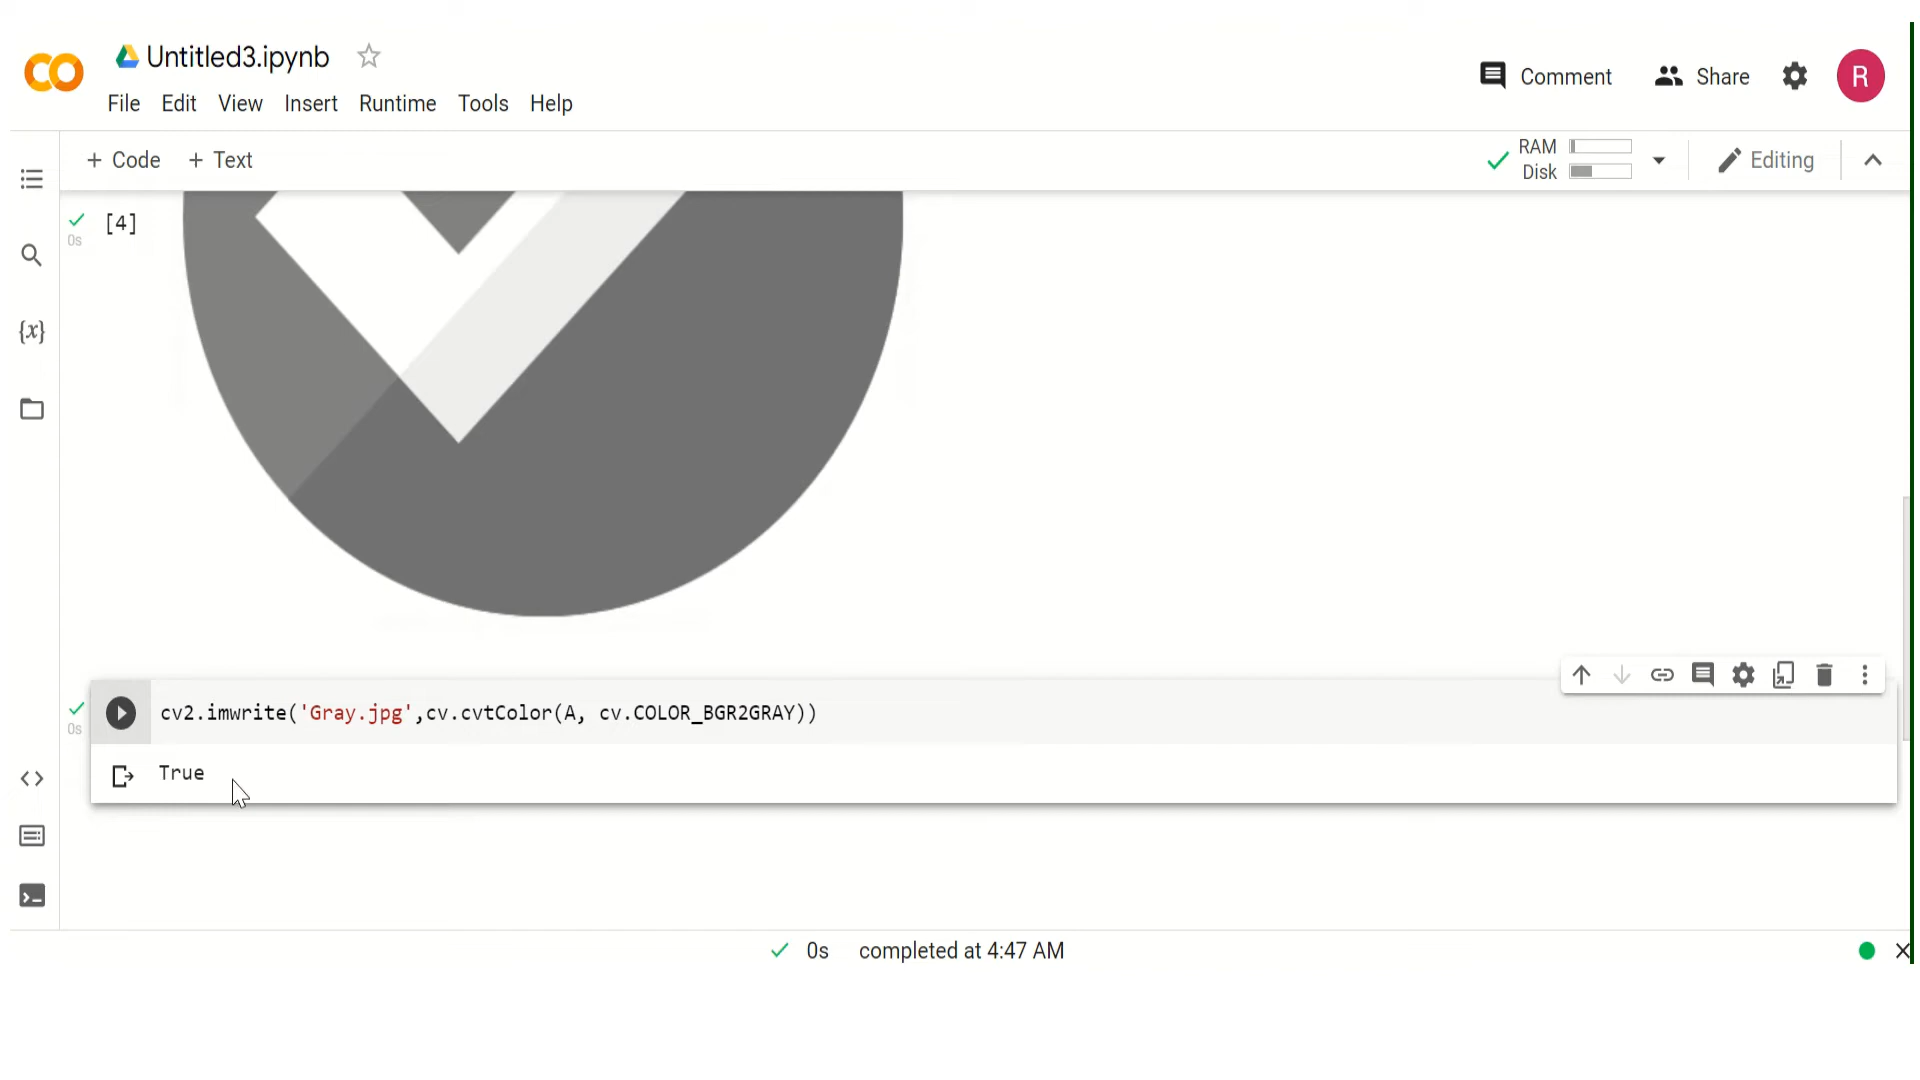 Untitled3.ipynb
File Edit View Insert Runtime Tools Help
Comment
Share
R
+ Code + Text
RAM
Disk
Editing
{x}
[4]
0s
cv2.imwrite('Gray.jpg',cv.cvtColor(A, cv.COLOR_BGR2GRAY))
0s
True
0s completed at 4:47 AM